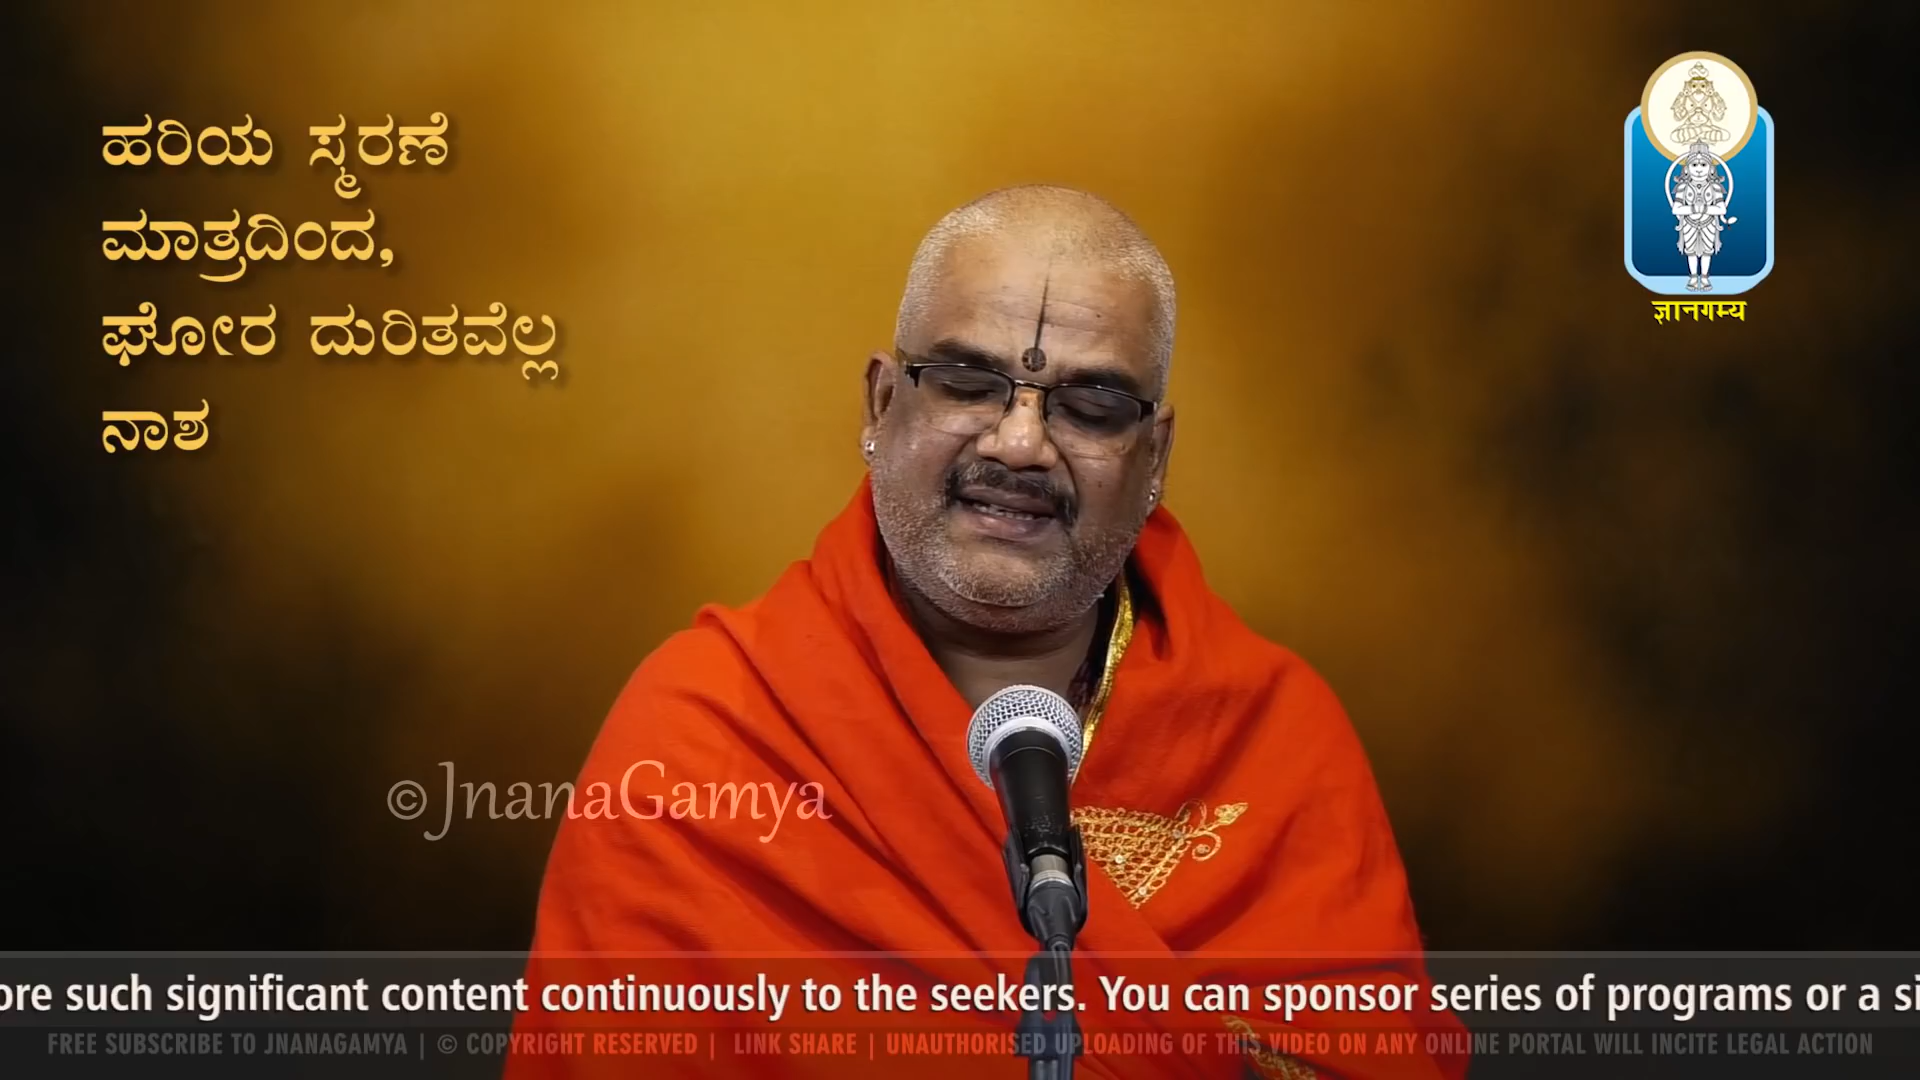 ಹರಿಯ ಸ್ಮರಣೆ
ಮಾತ್ರದಿಂದ,
ಘೋರ ದುರಿತವೆಲ್ಲ
ನಾಶ
ज्ञानगम्य
©JnanaGamya
ore such significant content continuously to the seekers. You can sponsor series of programs or a si
FREE SUBSCRIBE TO JNANAGAMYA | © COPYRIGHT RESERVED | LINK SHARE | UNAUTHORISED UPLOADING OF THIS VIDEO ON ANY ONLINE PORTAL WILL INCITE LEGAL ACTION